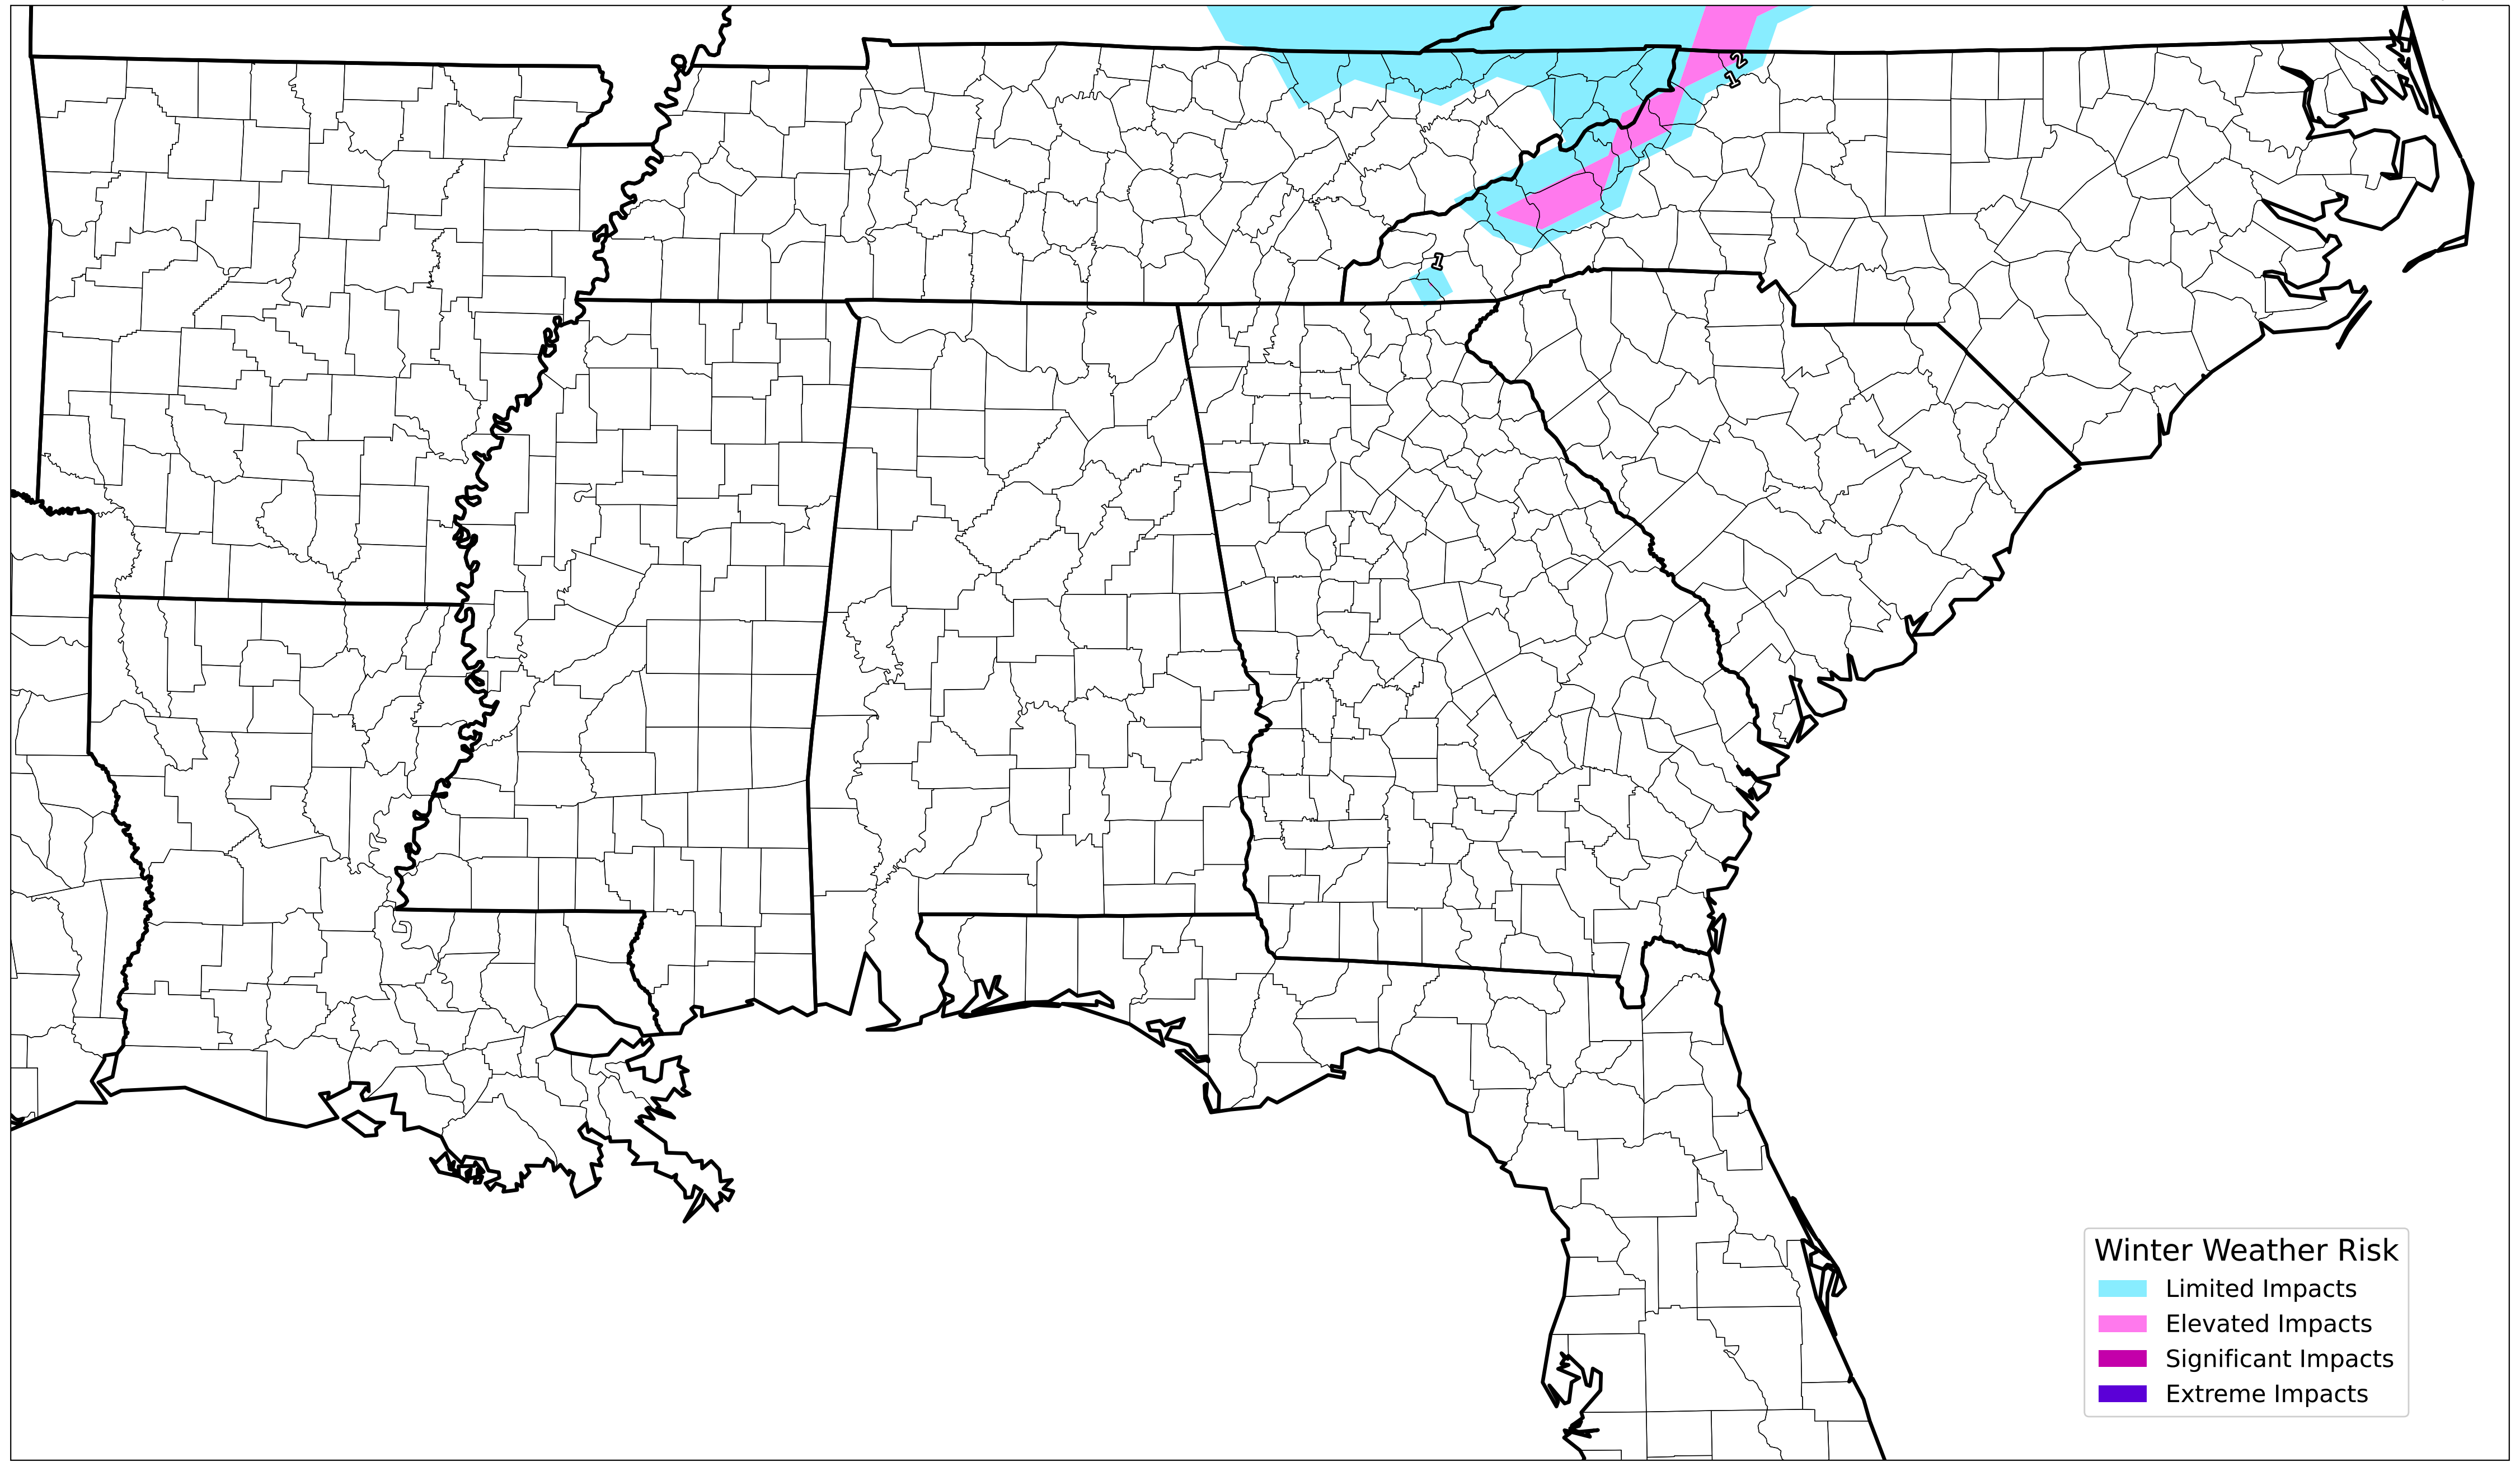 2
1
1
Winter Weather Risk
Limited Impacts
Elevated Impacts
Significant Impacts
Extreme Impacts